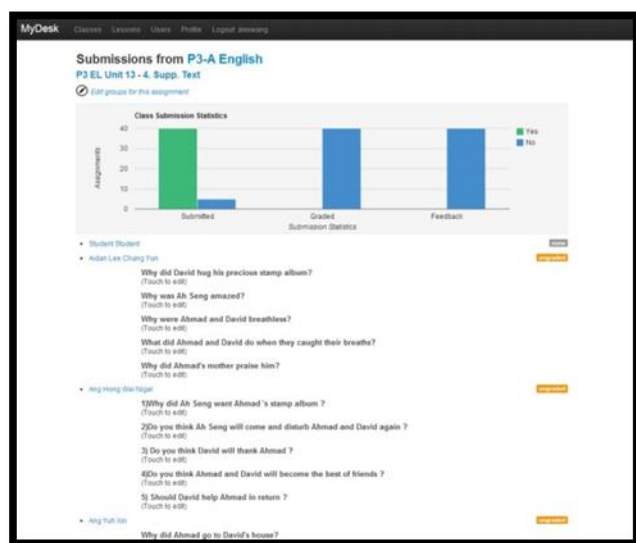 MyDesk Classes Lessons Users Profile Logout
Submissions from P3-A English
P3 EL Unit 13 - 4. Supp. Text
Edit groups for this assignment
Class Submission Statistics
40
30
20
10
0
Assignments
Submitted Graded Feedback
Submission Statistics
Yes
No
Student Student
Aidan Lee Chang Yun ungraded
Why did David hug his precious stamp album?
(Touch to edit)
Why was Ah Seng amazed?
(Touch to edit)
Why were Ahmad and David breathless?
(Touch to edit)
What did Ahmad and David do when they caught their breaths?
(Touch to edit)
Why did Ahmad's mother praise him?
(Touch to edit)
Ang Hong Wai Nigel ungraded
1)Why did Ah Seng want Ahmad 's stamp album ?
(Touch to edit)
2)Do you think Ah Seng will come and disturb Ahmad and David again ?
(Touch to edit)
3) Do you think David will thank Ahmad ?
(Touch to edit)
4)Do you think Ahmad and David will become the best of friends ?
(Touch to edit)
5) Should David help Ahmad in return ?
(Touch to edit)
Ang Yuh Xin ungraded
Why did Ahmad go to David's house?